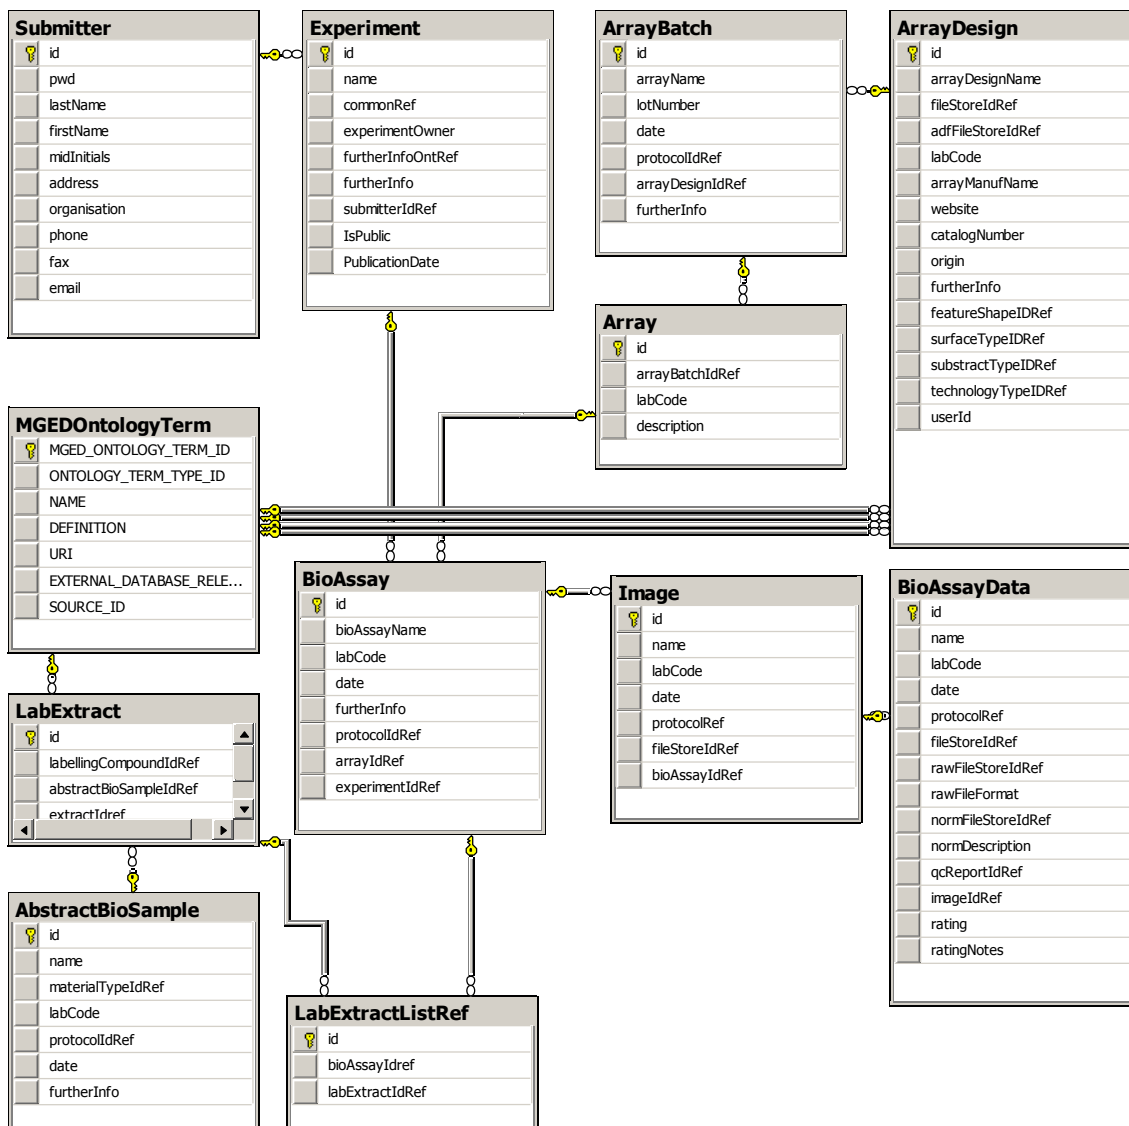 Submitter
id
pwd
lastName
firstName
midInitials
address
organisation
phone
fax
email
Experiment
id
name
commonRef
experimentOwner
furtherInfoOntRef
furtherInfo
submitterIdRef
IsPublic
PublicationDate
ArrayBatch
id
arrayName
lotNumber
date
protocolIdRef
arrayDesignIdRef
furtherInfo
ArrayDesign
id
arrayDesignName
fileStoreIdRef
adfFileStoreIdRef
labCode
arrayManufName
website
catalogNumber
origin
furtherInfo
featureShapeIDRef
surfaceTypeIDRef
substractTypeIDRef
technologyTypeIDRef
userId
Array
id
arrayBatchIdRef
labCode
description
MGEDOntologyTerm
MGED_ONTOLOGY_TERM_ID
ONTOLOGY_TERM_TYPE_ID
NAME
DEFINITION
URI
EXTERNAL_DATABASE_RELE...
SOURCE_ID
BioAssay
id
bioAssayName
labCode
date
furtherInfo
protocolIdRef
arrayIdRef
experimentIdRef
Image
id
name
labCode
date
protocolRef
fileStoreIdRef
bioAssayIdRef
BioAssayData
id
name
labCode
date
protocolRef
fileStoreIdRef
rawFileStoreIdRef
rawFileFormat
normFileStoreIdRef
normDescription
qcReportIdRef
imageIdRef
rating
ratingNotes
LabExtract
id
labellingCompoundIdRef
abstractBioSampleIdRef
extractIdref
AbstractBioSample
id
name
materialTypeIdRef
labCode
protocolIdRef
date
furtherInfo
LabExtractListRef
id
bioAssayIdref
labExtractIdRef